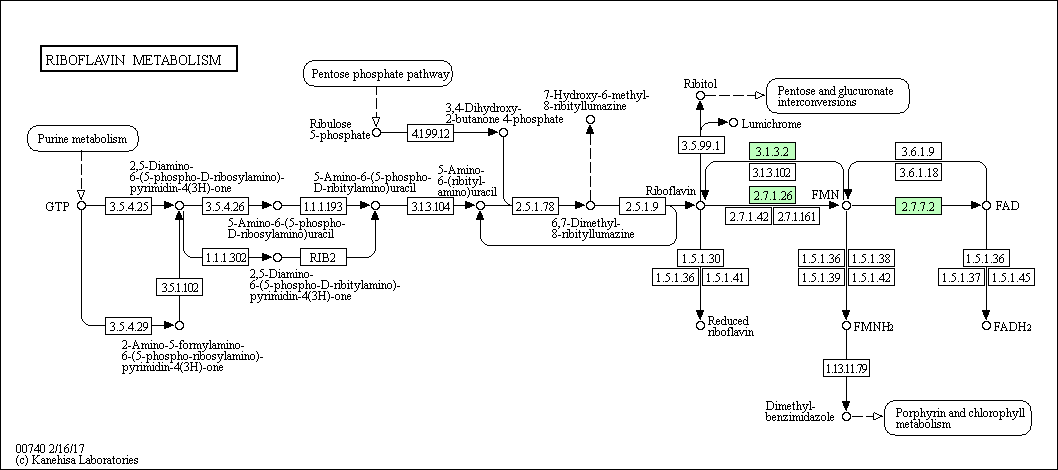 RIBOFLAVIN METABOLISM
Pentose phosphate pathway
Ribitol
Pentose and glucuronate
interconversions
7-Hydroxy-6-methyl-
8-ribityllumazine
3,4-Dihydroxy-
2-butanone 4-phosphate
Lumichrome
Purine metabolism
Ribulose
5-phosphate
4.1.99.12
3.5.99.1
3.1.3.2
3.1.3.102
3.6.1.9
3.6.1.18
2,5-Diamino-
6-(5-phospho-D-ribosylamino)-
pyrimidin-4(3H)-one
5-Amino-6-(5-phospho-
D-ribitylamino)uracil
5-Amino-
6-(ribityl-
amino)uracil
Riboflavin
2.7.1.26
FMN
GTP
3.5.4.25
3.5.4.26
1.1.1.193
3.1.3.104
2.5.1.78
2.5.1.9
2.7.7.2
FAD
2.7.1.42
2.7.1.161
5-Amino-6-(5-phospho-
D-ribosylamino)uracil
6,7-Dimethyl-
8-ribityllumazine
1.1.1.302
RIB2
2,5-Diamino-
6-(5-phospho-D-ribitylamino)-
pyrimidin-4(3H)-one
3.5.1.102
1.5.1.30
1.5.1.36
1.5.1.41
1.5.1.36
1.5.1.38
1.5.1.39
1.5.1.42
1.5.1.36
1.5.1.37
1.5.1.45
3.5.4.29
2-Amino-5-formylamino-
6-(5-phospho-ribosylamino)-
pyrimidin-4(3H)-one
Reduced
riboflavin
FMNH2
FADH2
1.13.11.79
Dimethyl-
benzimidazole
Porphyrin and chlorophyll
metabolism
00740 2/16/17
(c) Kanehisa Laboratories